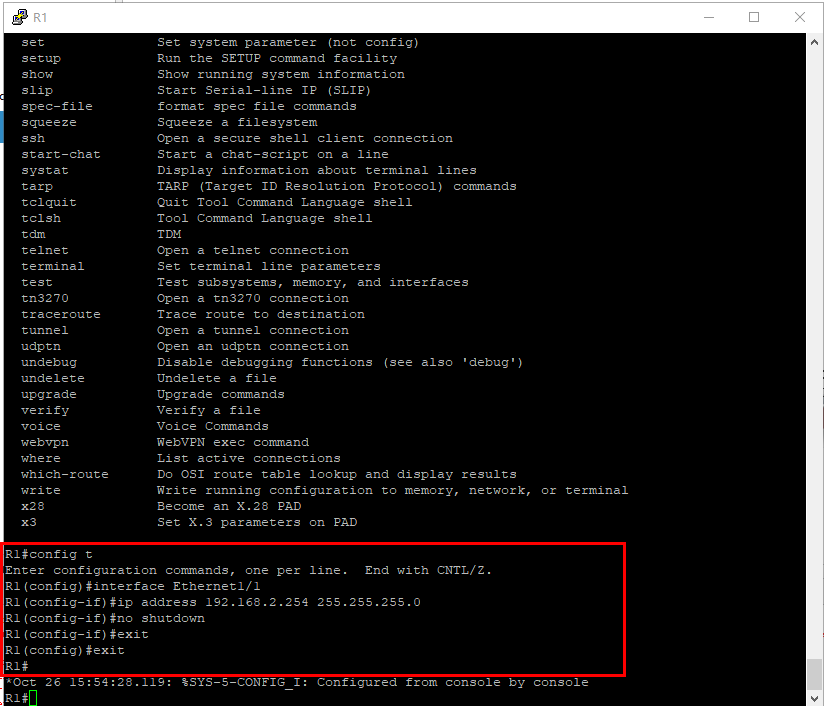 R1
set Set system parameter (not config)
setup Run the SETUP command facility
show Show running system information
slip Start Serial-line IP (SLIP)
spec-file format spec file commands
squeeze Squeeze a filesystem
ssh Open a secure shell client connection
start-chat Start a chat-script on a line
systat Display information about terminal lines
tarp TARP (Target ID Resolution Protocol) commands
tclquit Quit Tool Command Language shell
tclsh Tool Command Language shell
tdm TDM
telnet Open a telnet connection
terminal Set terminal line parameters
test Test subsystems, memory, and interfaces
tn3270 Open a tn3270 connection
traceroute Trace route to destination
tunnel Open a tunnel connection
udptn Open an udptn connection
undebug Disable debugging functions (see also 'debug')
undelete Undelete a file
upgrade Upgrade commands
verify Verify a file
voice Voice Commands
webvpn WebVPN exec command
where List active connections
which-route Do OSI route table lookup and display results
write Write running configuration to memory, network, or terminal
x28 Become an X.28 PAD
x3 Set X.3 parameters on PAD
R1#config t
Enter configuration commands, one per line.  End with CNTL/Z.
R1(config)#interface Ethernet1/1
R1(config-if)#ip address 192.168.2.254 255.255.255.0
R1(config-if)#no shutdown
R1(config-if)#exit
R1(config)#exit
R1#
*Oct 26 15:54:28.119: %SYS-5-CONFIG_I: Configured from console by console
R1#